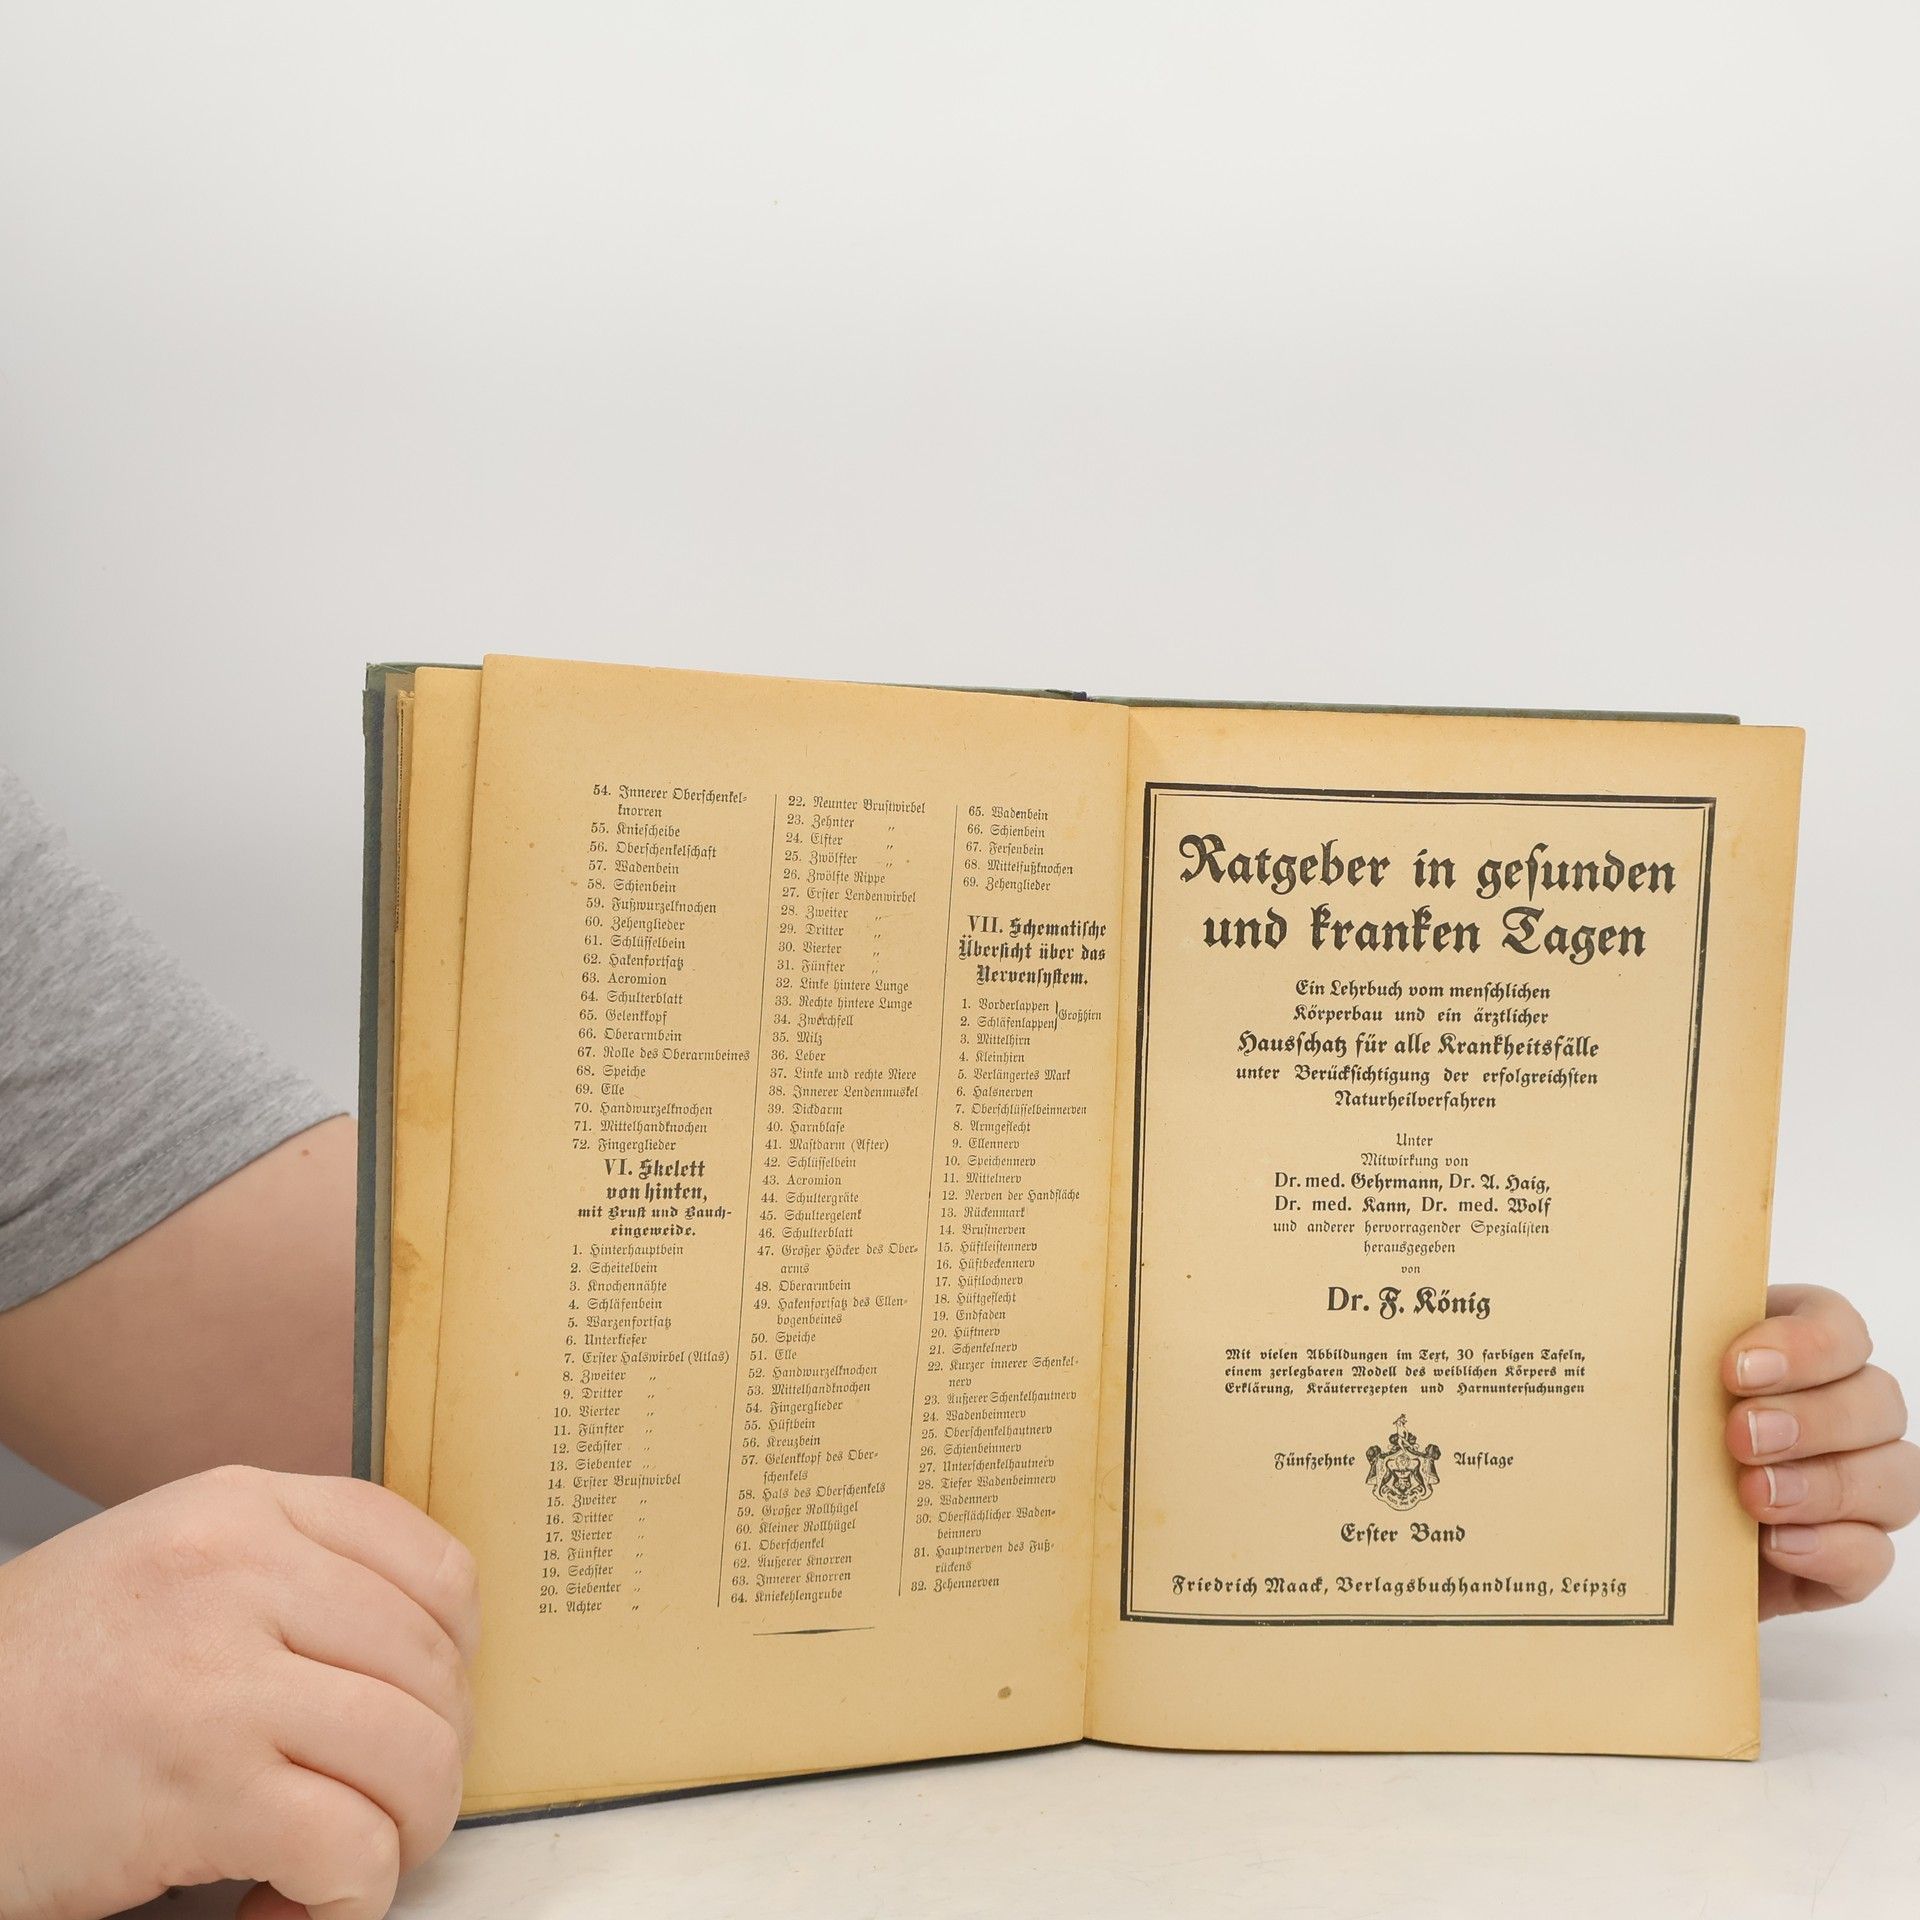 54. Innerer Oberschenkel-
knorren
55. Kniescheibe
56. Oberschenkelschaft
57. Wadenbein
58. Schienbein
59. Fußwurzelknochen
60. Zehenglieder
61. Schlüsselbein
62. Hakenfortsatz
63. Acromion
64. Schulterblatt
65. Gelenkkopf
66. Oberarmbein
67. Rolle des Oberarmbeines
68. Speiche
69. Elle
70. Handwurzelknochen
71. Mittelhandknochen
72. Fingerglieder
VI. Skelett
von hinten,
mit Brust und Bauch-
eingeweide.
1. Hinterhauptbein
2. Scheitelbein
3. Knochennähte
4. Schläfenbein
5. Warzenfortsatz
6. Unterkiefer
7. Erster Halswirbel (Atlas)
8. Zweiter „
9. Dritter „
10. Vierter „
11. Fünfter „
12. Sechster „
13. Siebenter „
14. Erster Brustwirbel
15. Zweiter „
16. Dritter „
17. Vierter „
18. Fünfter „
19. Sechster „
20. Siebenter „
21. Achter „
22. Neunter Brustwirbel
23. Zehnter „
24. Elfter „
25. Zwölfter „
26. Zwölfte Rippe
27. Erster Lendenwirbel
28. Zweiter „
29. Dritter „
30. Vierter „
31. Fünfter „
32. Linke hintere Lunge
33. Rechte hintere Lunge
34. Zwerchfell
35. Milz
36. Leber
37. Linke und rechte Niere
38. Innerer Lendenmuskel
39. Dickdarm
40. Harnblase
41. Mastdarm (After)
42. Schlüsselbein
43. Acromion
44. Schultergräte
45. Schultergelenk
46. Schulterblatt
47. Großer Höcker des Ober-
arms
48. Oberarmbein
49. Hakenfortsatz des Ellen-
bogenbeines
50. Speiche
51. Elle
52. Handwurzelknochen
53. Mittelhandknochen
54. Fingerglieder
55. Hüftbein
56. Kreuzbein
57. Gelenkkopf des Ober-
schenkels
58. Hals des Oberschenkels
59. Großer Rollhügel
60. Kleiner Rollhügel
61. Oberschenkel
62. Äußerer Knorren
63. Innerer Knorren
64. Kniekehlengrube
65. Wadenbein
66. Schienbein
67. Fersenbein
68. Mittelfußknochen
69. Zehenglieder
VII. Schematische
Übersicht über das
Nervensystem.
1. Vorderlappen } Großhirn
2. Schläfenlappen
3. Mittelhirn
4. Kleinhirn
5. Verlängertes Mark
6. Halsnerven
7. Oberschlüsselbeinnerven
8. Armgeflecht
9. Ellennerv
10. Speichennerv
11. Mittelnerv
12. Nerven der Handfläche
13. Rückenmark
14. Brustnerven
15. Hüftleistennerv
16. Hüftbeckennerv
17. Hüftlochnerv
18. Hüftgeflecht
19. Endfaden
20. Hüftnerv
21. Schenkelnerv
22. Kurzer innerer Schenkel-
nerv
23. Äußerer Schenkelhautnerv
24. Wadenbeinnerv
25. Oberschenkelhautnerv
26. Schienbeinnerv
27. Unterschenkelhautnerv
28. Tiefer Wadenbeinnerv
29. Wadennerv
30. Oberflächlicher Waden-
beinnerv
31. Hauptnerven des Fuß-
rückens
32. Zehennerven
Ratgeber in gesunden
und kranken Tagen
Ein Lehrbuch vom menschlichen
Körperbau und ein ärztlicher
Hausschatz für alle Krankheitsfälle
unter Berücksichtigung der erfolgreichsten
Naturheilverfahren
Unter
Mitwirkung von
Dr. med. Gehrmann, Dr. A. Haig,
Dr. med. Kann, Dr. med. Wolf
und anderer hervorragender Spezialisten
herausgegeben
von
Dr. F. König
Mit vielen Abbildungen im Text, 30 farbigen Tafeln,
einem zerlegbaren Modell des weiblichen Körpers mit
Erklärung, Kräuterrezepten und Harnuntersuchungen
Fünfzehnte Auflage
Erster Band
Friedrich Maack, Verlagsbuchhandlung, Leipzig